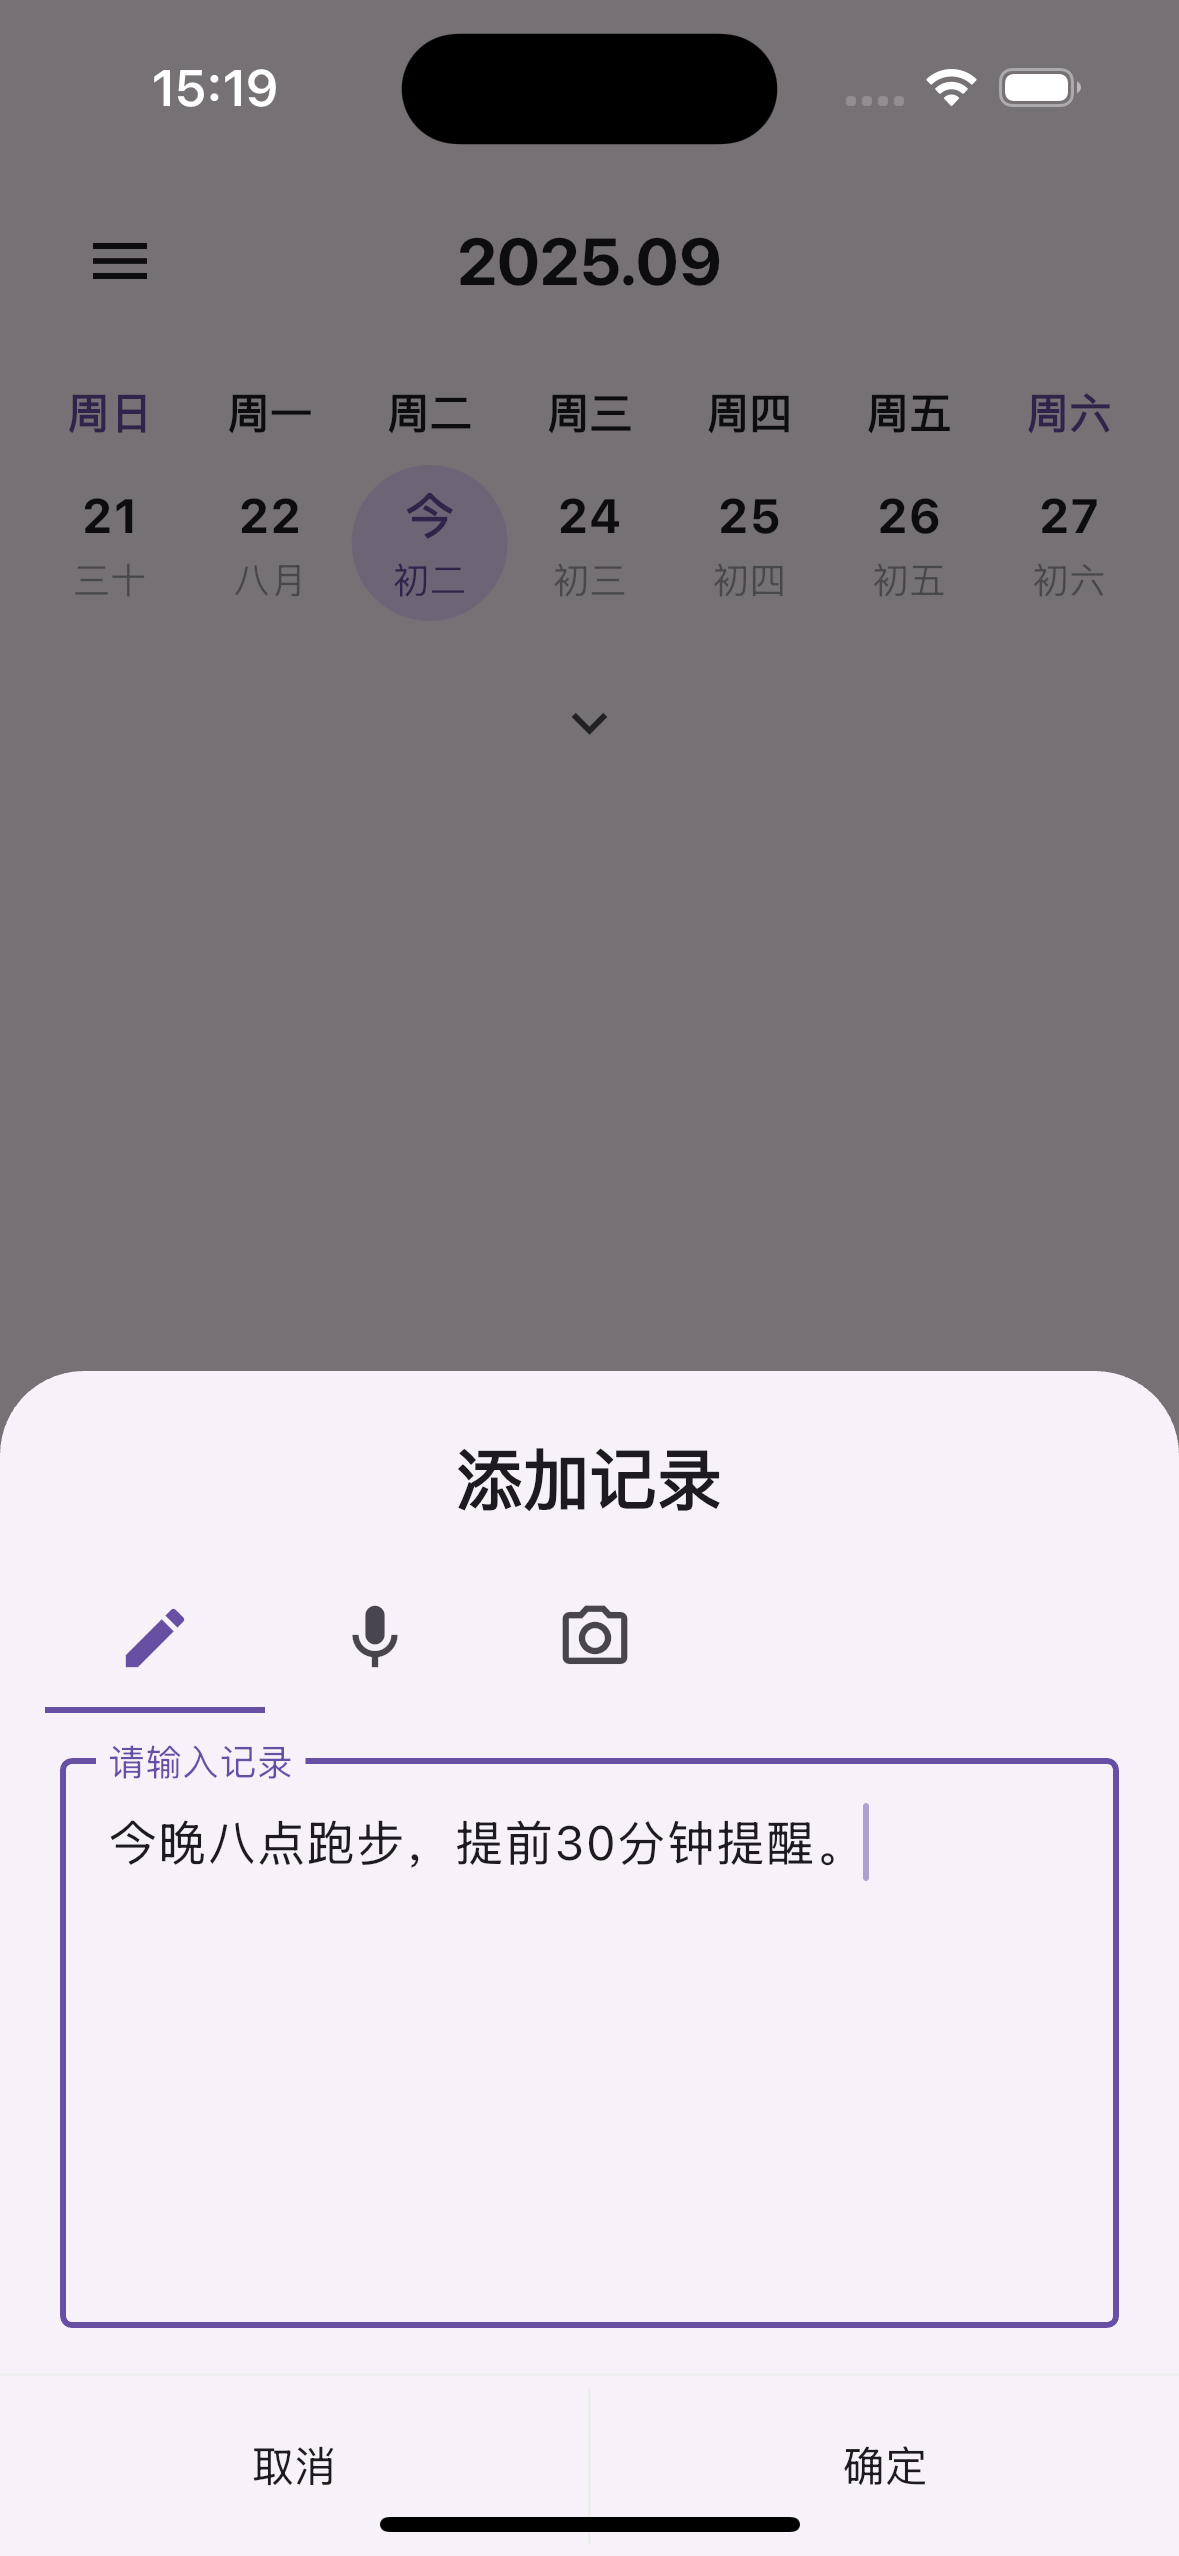 15:19
2025.09
周日 周一 周二 周三 周四 周五 周六
21 22 今 24 25 26 27
三十 八月 初二 初三 初四 初五 初六
添加记录
请输入记录
今晚八点跑步，提前30分钟提醒。
取消 确定